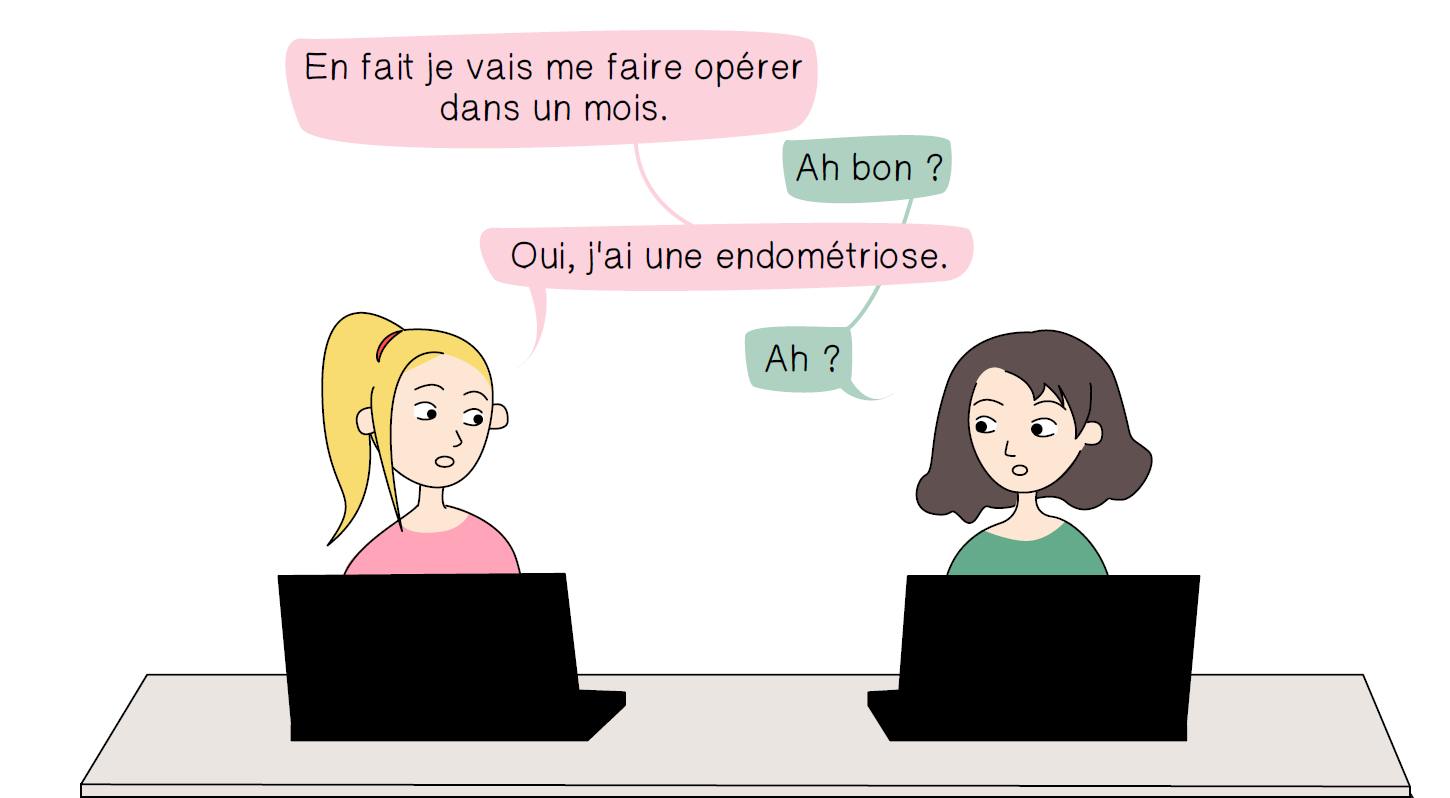 En fait je vais me faire opérer
dans un mois.
Ah bon ?
Oui, j'ai une endométriose.
Ah ?